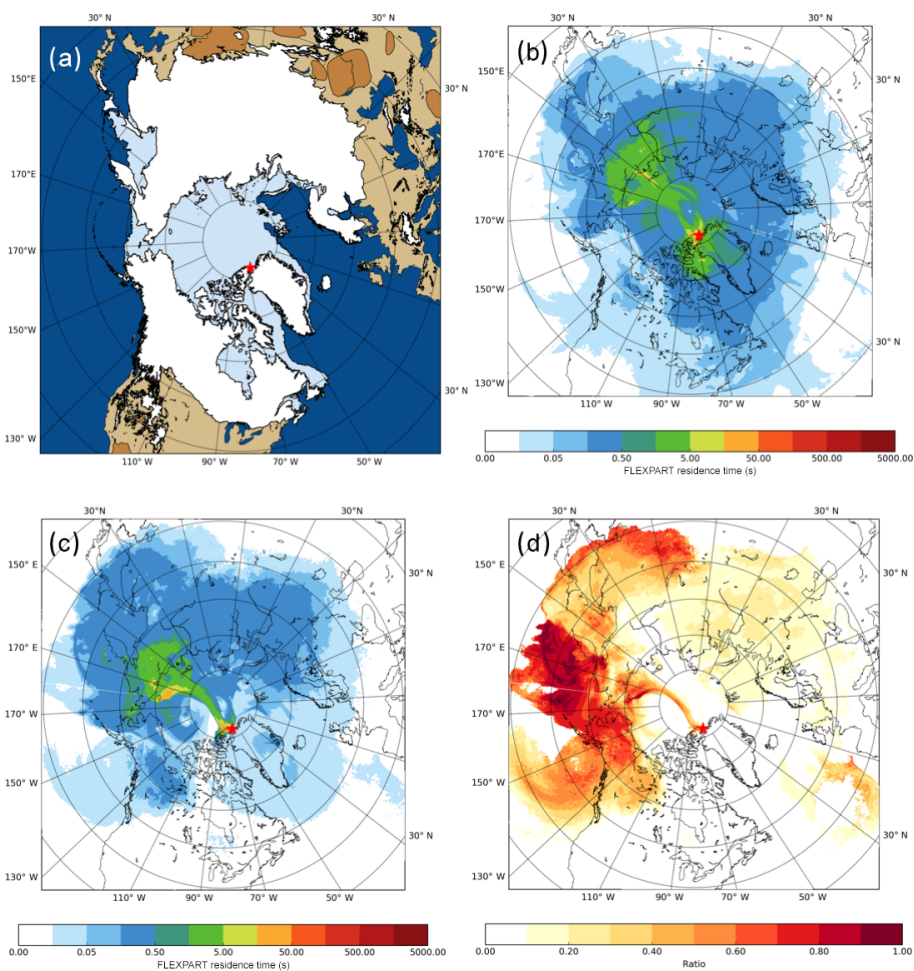 30° N 30° N
(a)
150° E
30° N
170° E
170° W
150° W
30° N
130° W
110° W 90° W 70° W 50° W
30° N 30° N
(b)
150° E
30° N
170° E
170° W
150° W
30° N
130° W
110° W 90° W 70° W 50° W
0.00 0.05 0.50 5.00 50.00 500.00 5000.00
FLEXPART residence time (s)
30° N 30° N
(c)
150° E
30° N
170° E
170° W
150° W
30° N
130° W
110° W 90° W 70° W 50° W
0.00 0.05 0.50 5.00 50.00 500.00 5000.00
FLEXPART residence time (s)
30° N 30° N
(d)
150° E
30° N
170° E
170° W
150° W
30° N
130° W
110° W 90° W 70° W 50° W
0.00 0.20 0.40 0.60 0.80 1.00
Ratio